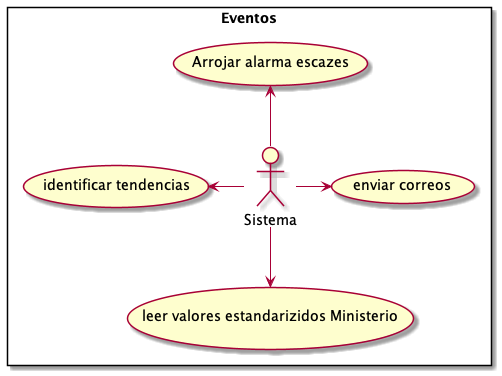 Eventos
Arrojar alarma escazes
identificar tendencias
enviar correos
Sistema
leer valores estandarizidos Ministerio